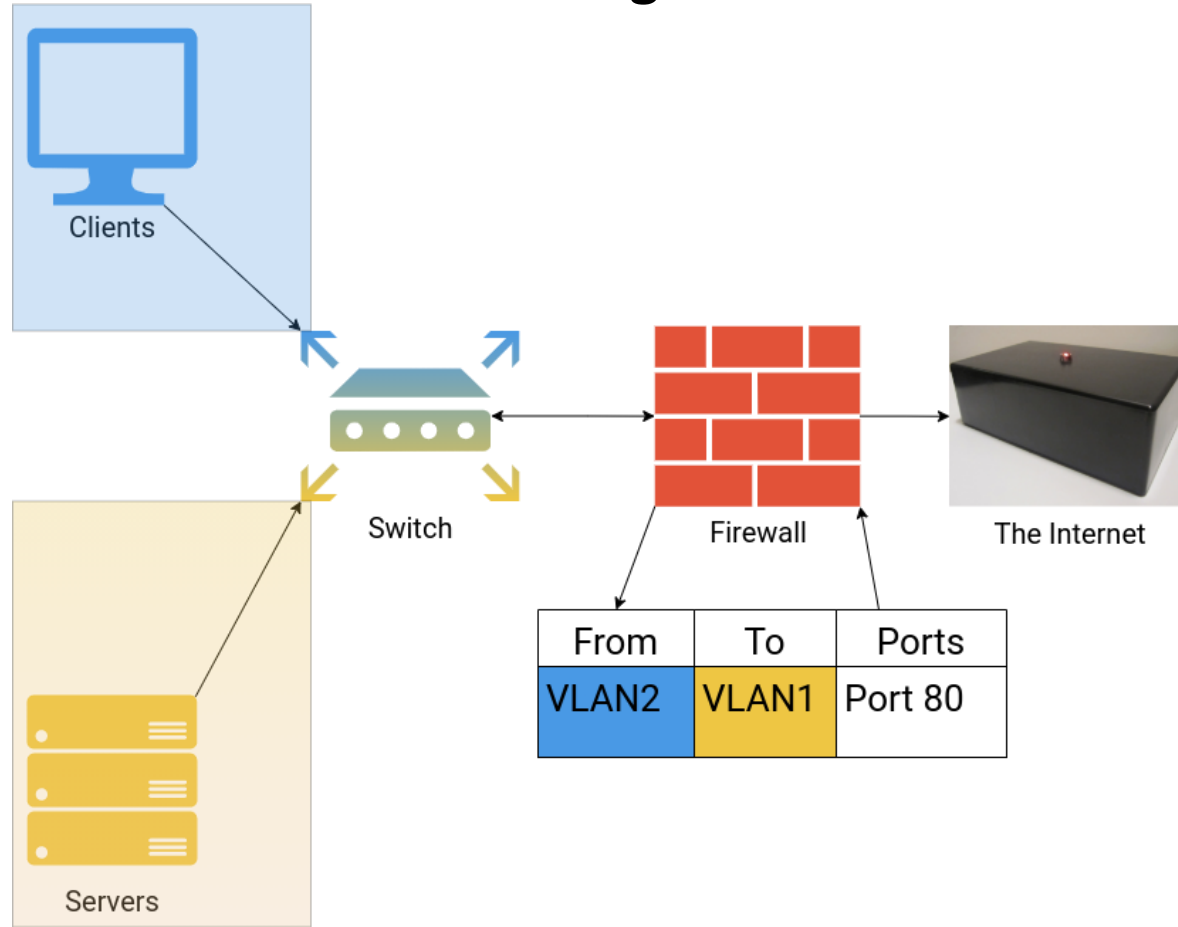 Clients
Switch
Firewall
The Internet
From To Ports
VLAN2 VLAN1 Port 80
Servers